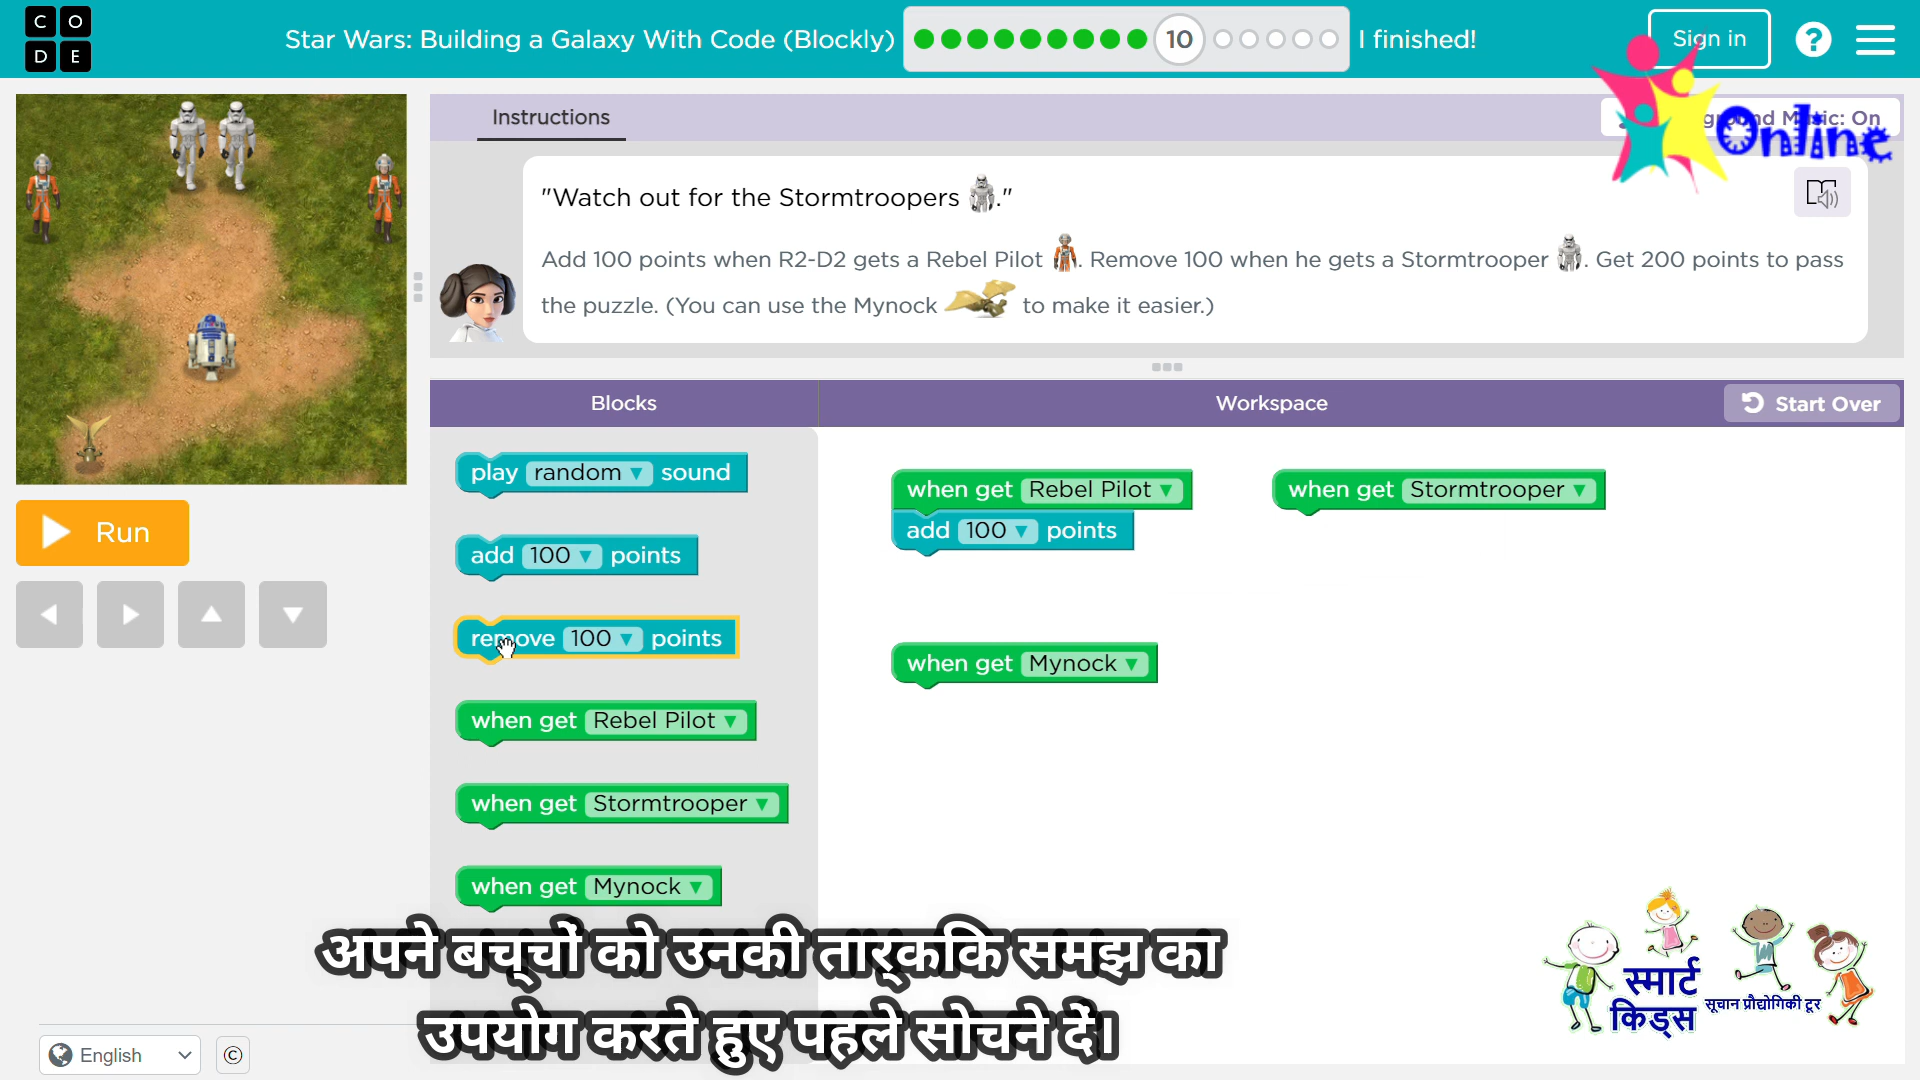 CODE
Star Wars: Building a Galaxy With Code (Blockly)
10
I finished!
Sign in
?
Instructions
Music: On
Online
"Watch out for the Stormtroopers."
Add 100 points when R2-D2 gets a Rebel Pilot. Remove 100 when he gets a Stormtrooper. Get 200 points to pass
the puzzle. (You can use the Mynock to make it easier.)
Blocks
Workspace
Start Over
Run
play random sound
add 100 points
remove 100 points
when get Rebel Pilot
when get Stormtrooper
when get Mynock
when get Rebel Pilot
add 100 points
when get Stormtrooper
when get Mynock
अपने बच्चों को उनकी तार्ककि समझ का
उपयोग करते हुए पहले सोचने दें।
स्मार्ट
किड्स
सूचान प्रौद्योगिकी टूर
English
©